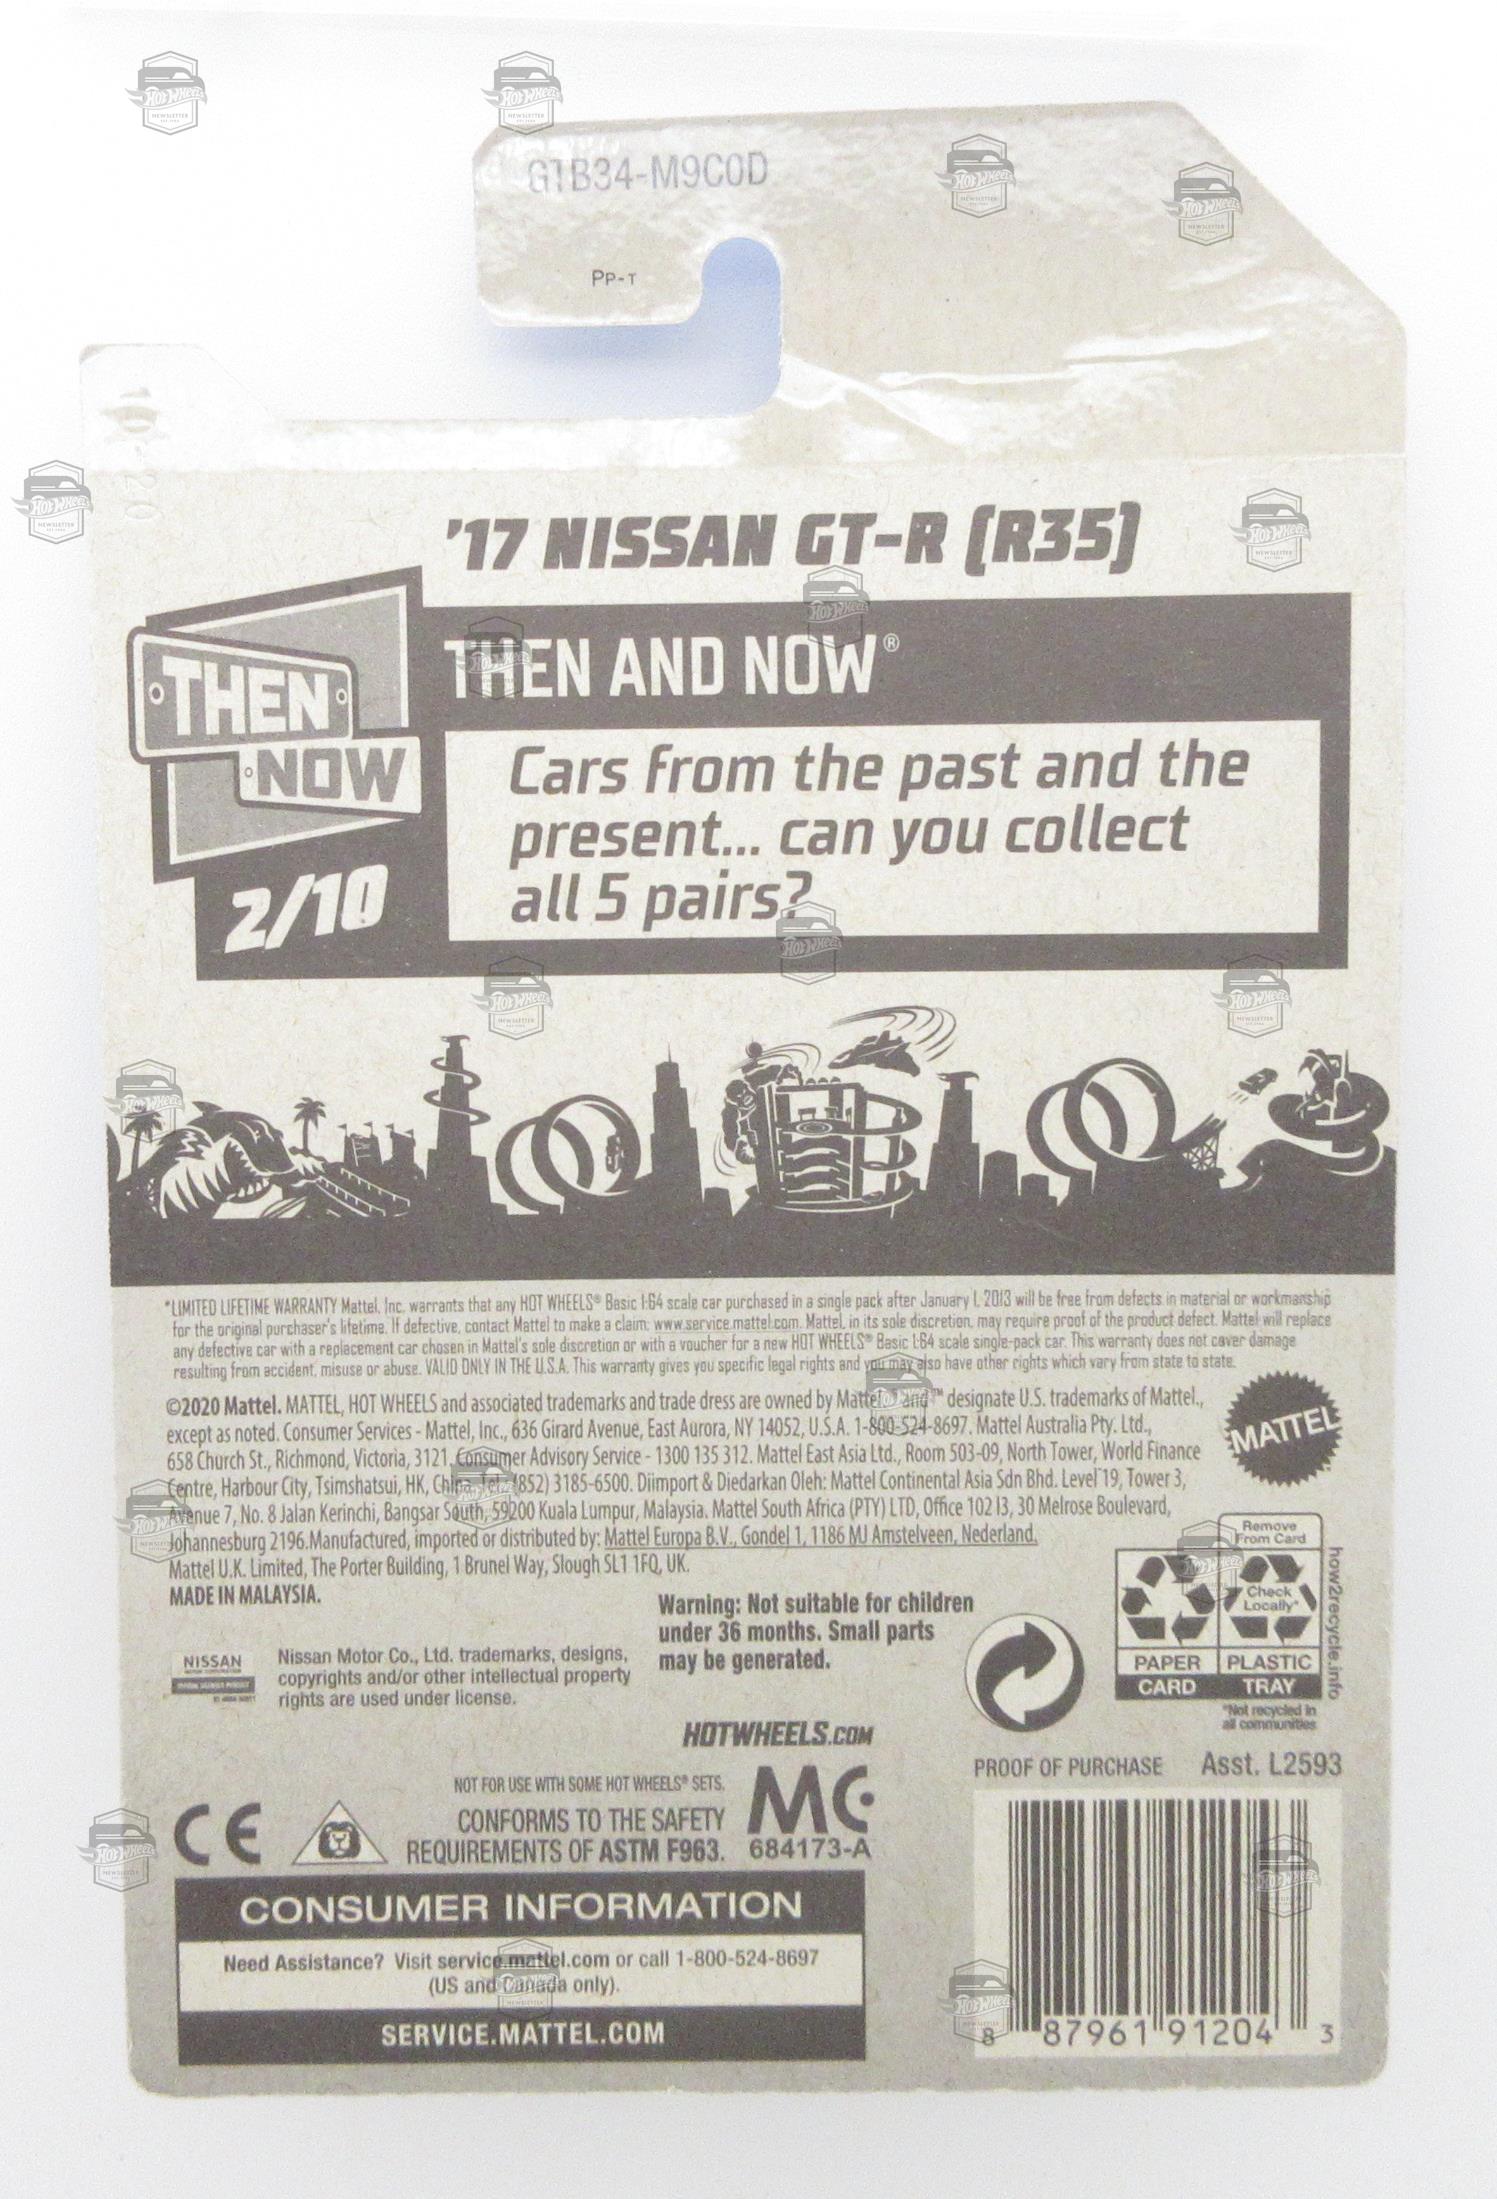 GTB34-M9C0D
PP-T
'17 NISSAN GT-R (R35)
THEN AND NOW®
THEN
NOW
Cars from the past and the
present... can you collect
all 5 pairs?
2/10
*LIMITED LIFETIME WARRANTY Mattel, Inc. warrants that any HOT WHEELS® Basic 1:64 scale car purchased in a single pack after January 1, 2013 will be free from defects in material or workmanship
for the original purchaser's lifetime. If defective, contact Mattel to make a claim: www.service.mattel.com. Mattel, in its sole discretion, may require proof of the product defect. Mattel will replace
any defective car with a replacement car chosen in Mattel's sole discretion or with a voucher for a new HOT WHEELS® Basic 1:64 scale single-pack car. This warranty does not cover damage
resulting from accident, misuse or abuse. VALID ONLY IN THE U.S.A. This warranty gives you specific legal rights and you may also have other rights which vary from state to state.
©2020 Mattel. MATTEL, HOT WHEELS and associated trademarks and trade dress are owned by Mattel. and ™ designate U.S. trademarks of Mattel.,
except as noted. Consumer Services - Mattel, Inc., 636 Girard Avenue, East Aurora, NY 14052, U.S.A. 1-800-524-8697. Mattel Australia Pty. Ltd.,
658 Church St., Richmond, Victoria, 3121. Consumer Advisory Service - 1300 135 312. Mattel East Asia Ltd., Room 503-09, North Tower, World Finance
Centre, Harbour City, Tsimshatsui, HK, China. Tel.: (852) 3185-6500. Diimport & Diedarkan Oleh: Mattel Continental Asia Sdn Bhd. Level 19, Tower 3,
Avenue 7, No. 8 Jalan Kerinchi, Bangsar South, 59200 Kuala Lumpur, Malaysia. Mattel South Africa (PTY) LTD, Office 102 I3, 30 Melrose Boulevard,
Johannesburg 2196. Manufactured, imported or distributed by: Mattel Europa B.V., Gondel 1, 1186 MJ Amstelveen, Nederland.
Mattel U.K. Limited, The Porter Building, 1 Brunel Way, Slough SL1 1FQ, UK.
MADE IN MALAYSIA.
MATTEL
Warning: Not suitable for children
under 36 months. Small parts
may be generated.
NISSAN
Nissan Motor Co., Ltd. trademarks, designs,
copyrights and/or other intellectual property
rights are used under license.
Remove
From Card
Check
Locally*
PAPER
CARD
PLASTIC
TRAY
how2recycle.info
*Not recycled in
all communities
HOTWHEELS.COM
PROOF OF PURCHASE Asst. L2593
NOT FOR USE WITH SOME HOT WHEELS® SETS.
CONFORMS TO THE SAFETY
REQUIREMENTS OF ASTM F963.
CE
MC
684173-A
CONSUMER INFORMATION
Need Assistance? Visit service.mattel.com or call 1-800-524-8697
(US and Canada only).
SERVICE.MATTEL.COM
8 87961 91204 3